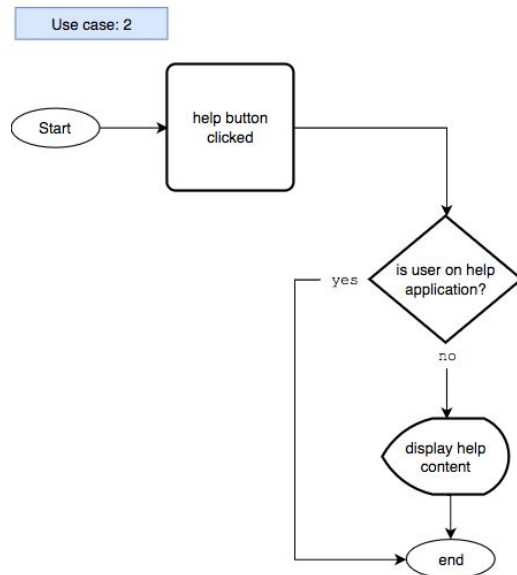 Use case: 2
Start
help button
clicked
is user on help
application?
yes
no
display help
content
end